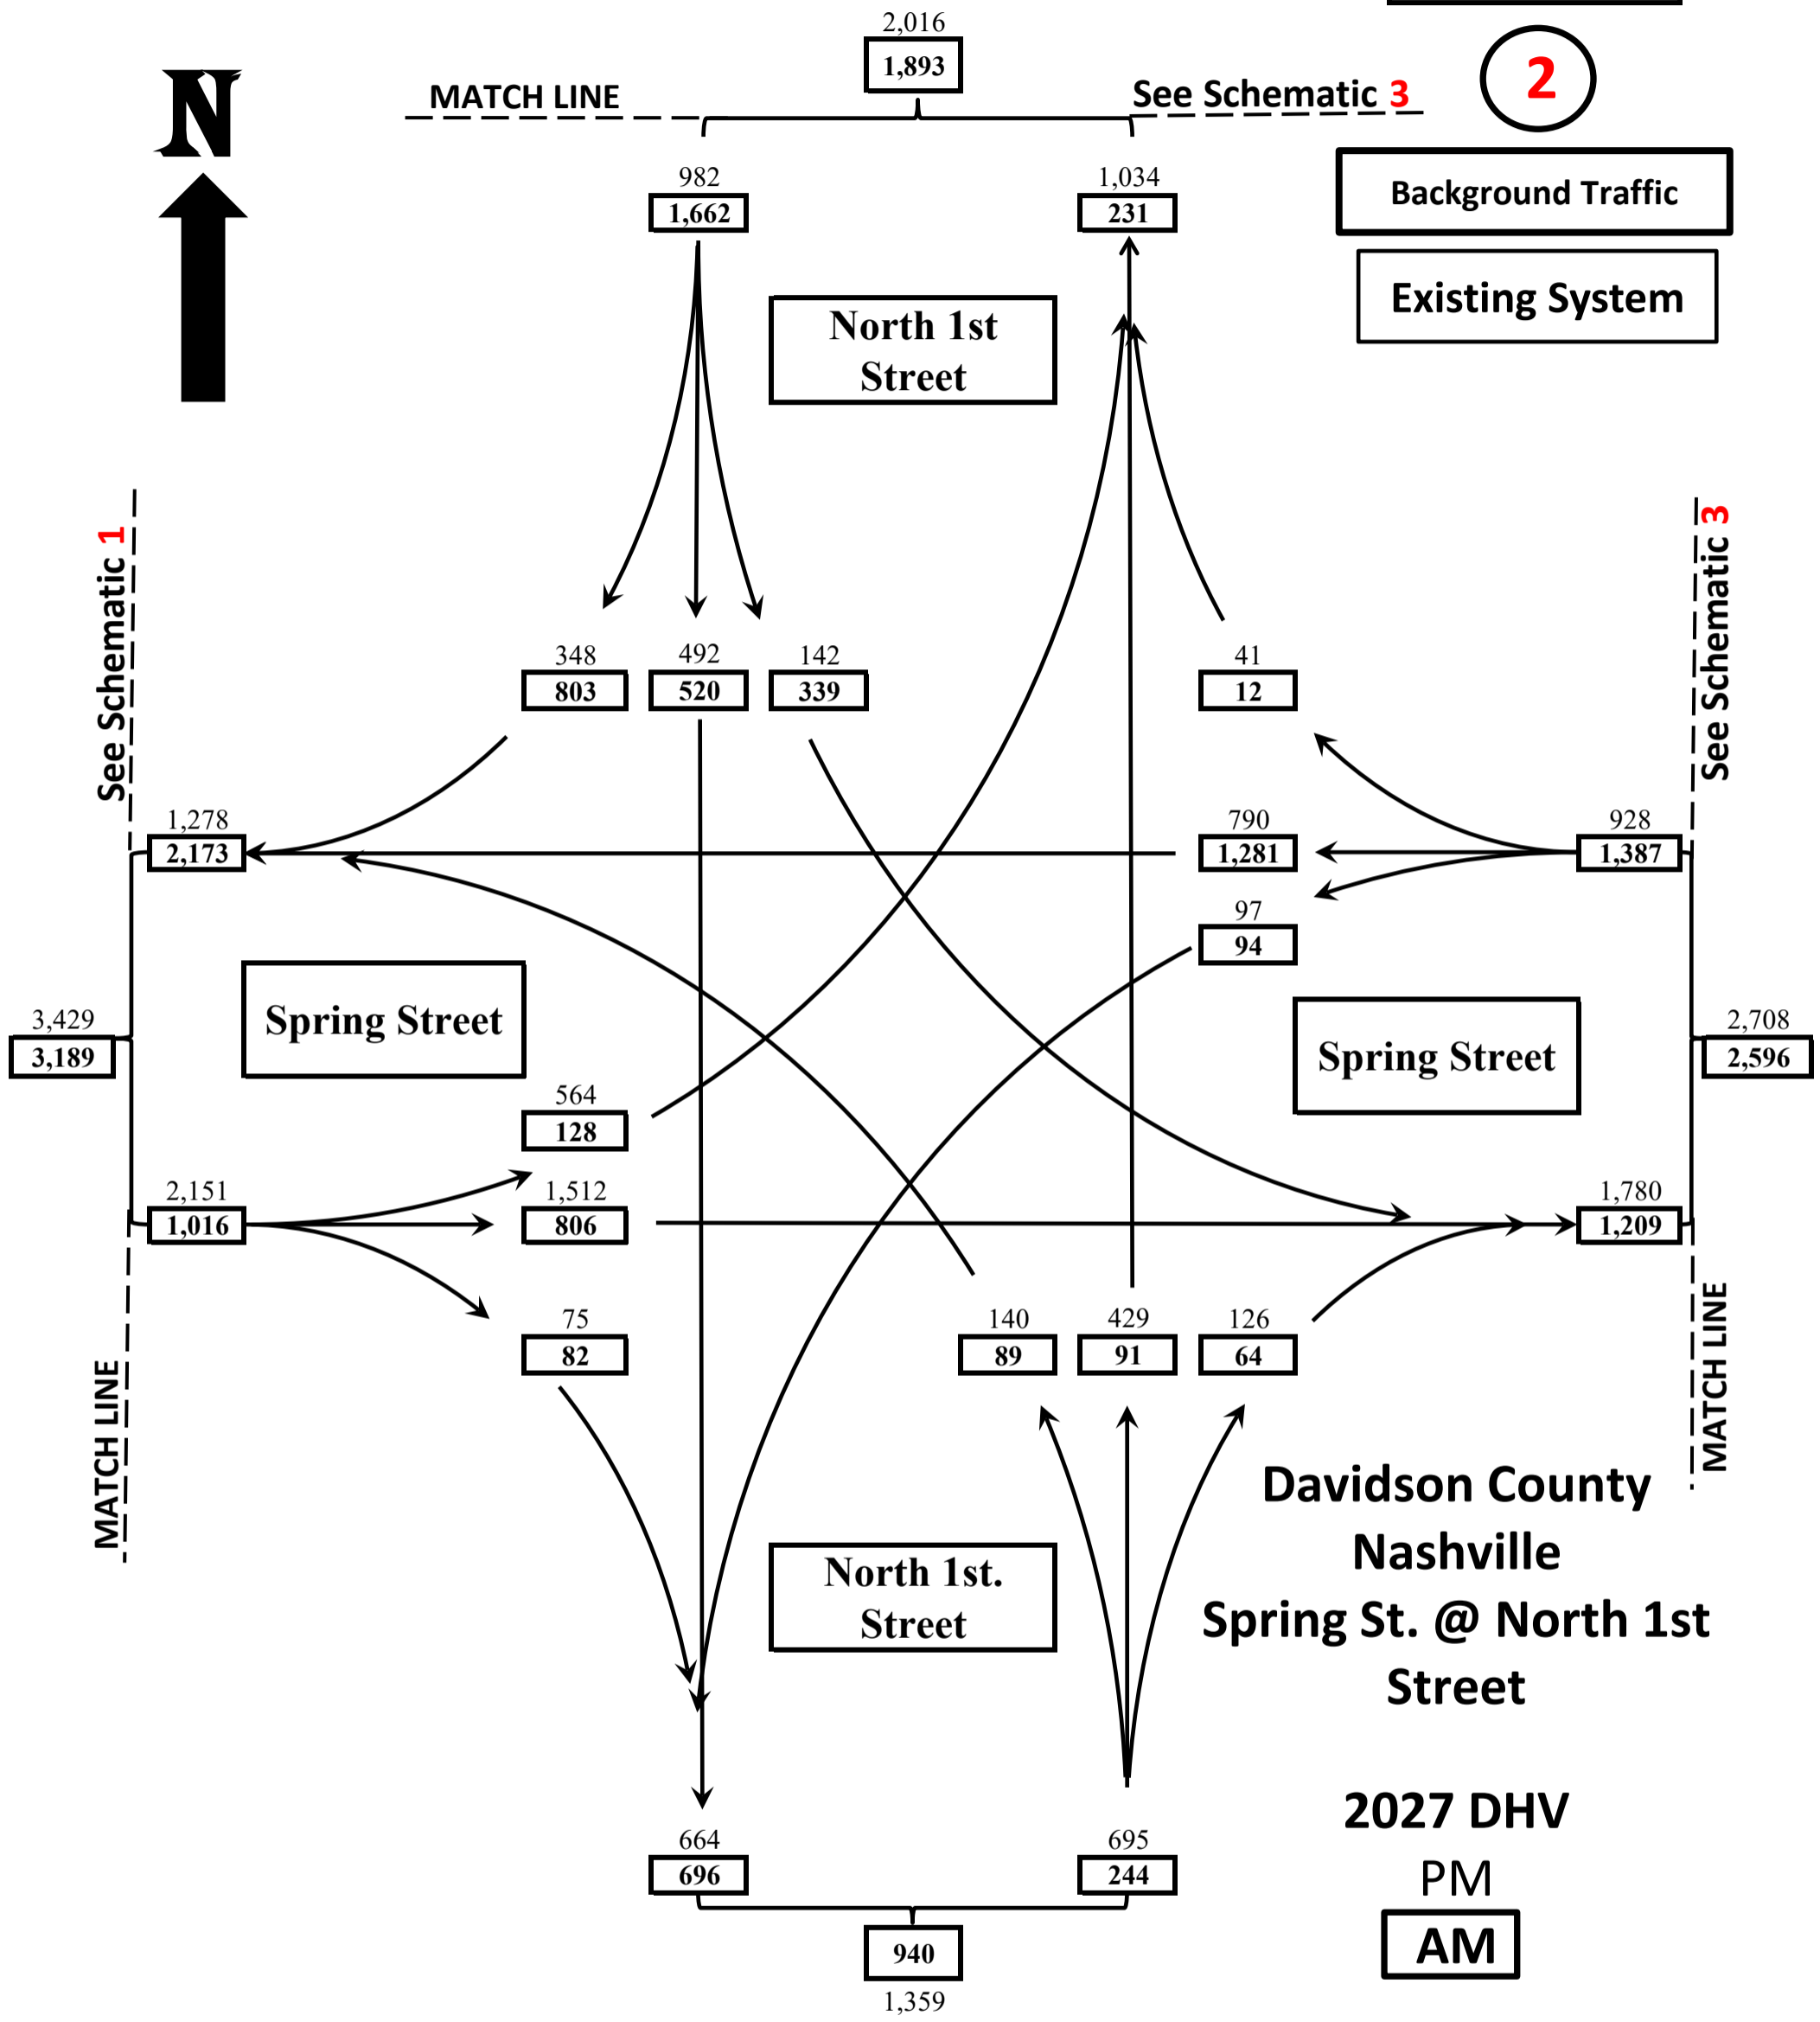 2,016
1,893
2
N
MATCH LINE
See Schematic 3
982
1,662
1,034
231
Background Traffic
Existing System
North 1st
Street
See Schematic 1
See Schematic 3
348
803
492
520
142
339
41
12
1,278
2,173
790
1,281
928
1,387
97
94
Spring Street
Spring Street
3,429
3,189
2,708
2,596
564
128
2,151
1,016
1,512
806
1,780
1,209
75
82
140
89
429
91
126
64
MATCH LINE
MATCH LINE
North 1st.
Street
Davidson County
Nashville
Spring St. @ North 1st
Street
2027 DHV
PM
AM
664
696
695
244
940
1,359